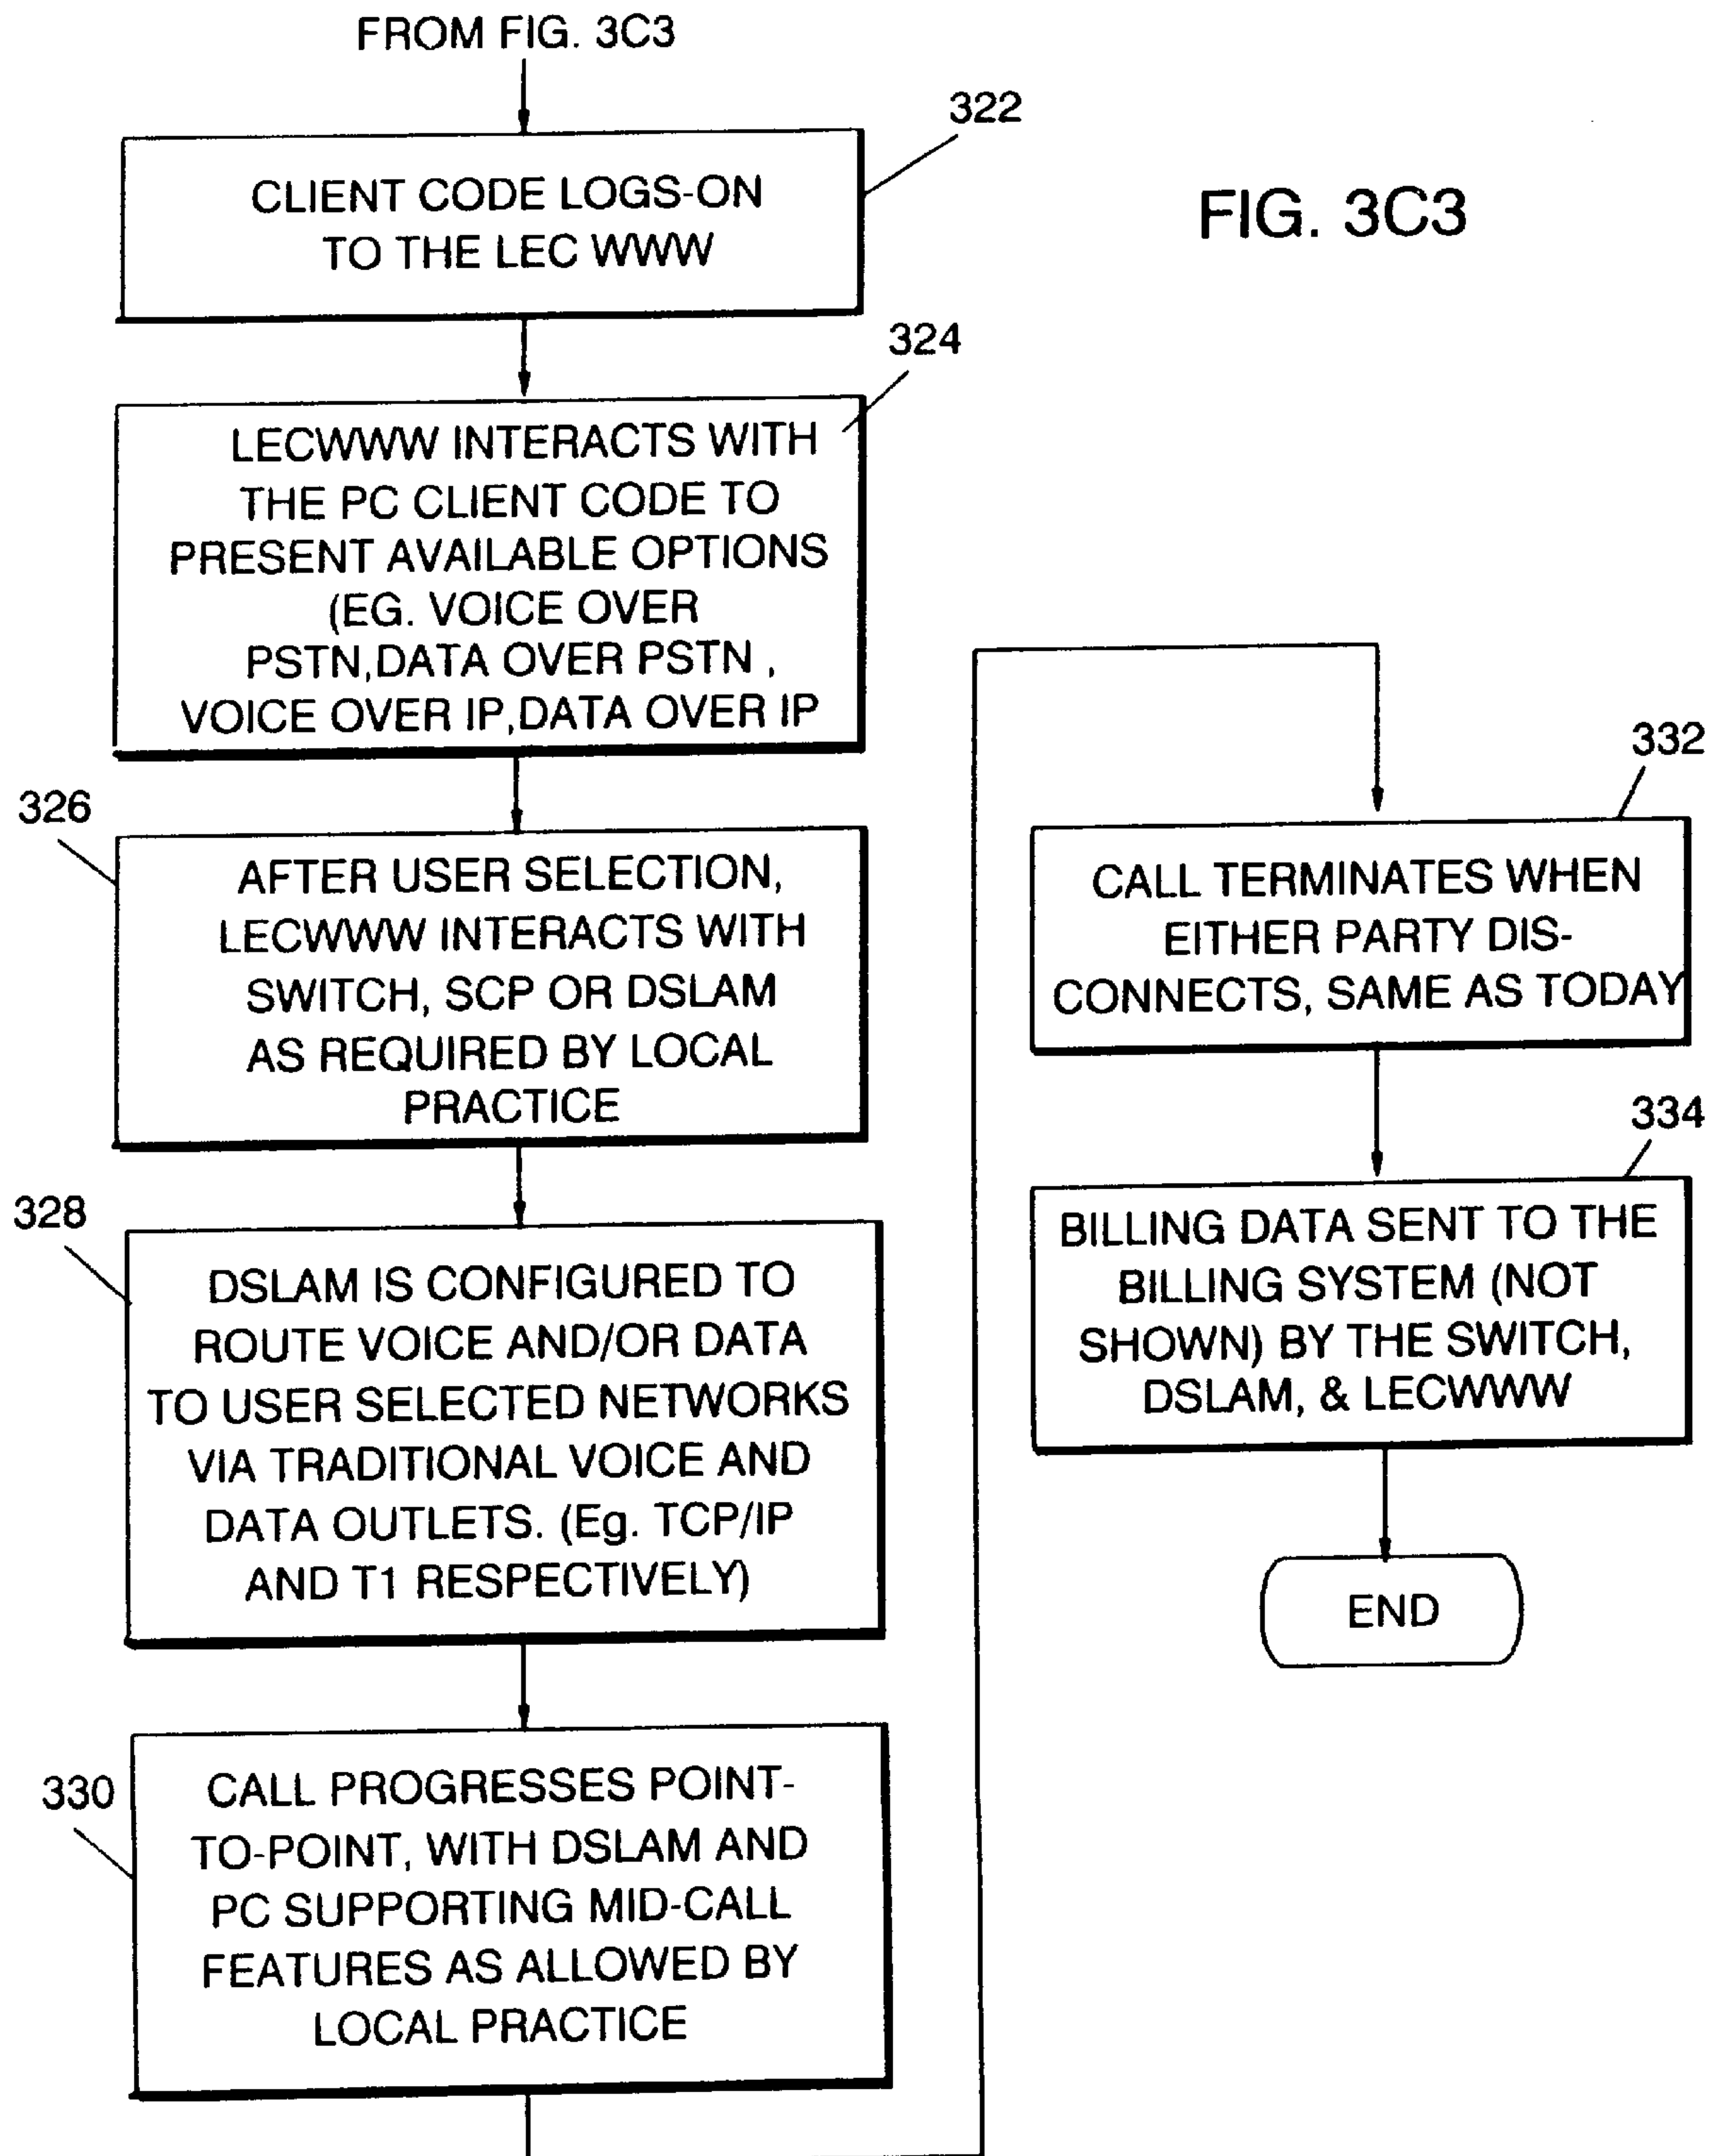 FROM FIG. 3C3
322
CLIENT CODE LOGS-ON
TO THE LEC WWW
FIG. 3C3
324
LECWWW INTERACTS WITH
THE PC CLIENT CODE TO
PRESENT AVAILABLE OPTIONS
(EG. VOICE OVER
PSTN,DATA OVER PSTN ,
VOICE OVER IP,DATA OVER IP
326
AFTER USER SELECTION,
LECWWW INTERACTS WITH
SWITCH, SCP OR DSLAM
AS REQUIRED BY LOCAL
PRACTICE
328
DSLAM IS CONFIGURED TO
ROUTE VOICE AND/OR DATA
TO USER SELECTED NETWORKS
VIA TRADITIONAL VOICE AND
DATA OUTLETS. (Eg. TCP/IP
AND T1 RESPECTIVELY)
330
CALL PROGRESSES POINT-
TO-POINT, WITH DSLAM AND
PC SUPPORTING MID-CALL
FEATURES AS ALLOWED BY
LOCAL PRACTICE
332
CALL TERMINATES WHEN
EITHER PARTY DIS-
CONNECTS, SAME AS TODAY
334
BILLING DATA SENT TO THE
BILLING SYSTEM (NOT
SHOWN) BY THE SWITCH,
DSLAM, & LECWWW
END